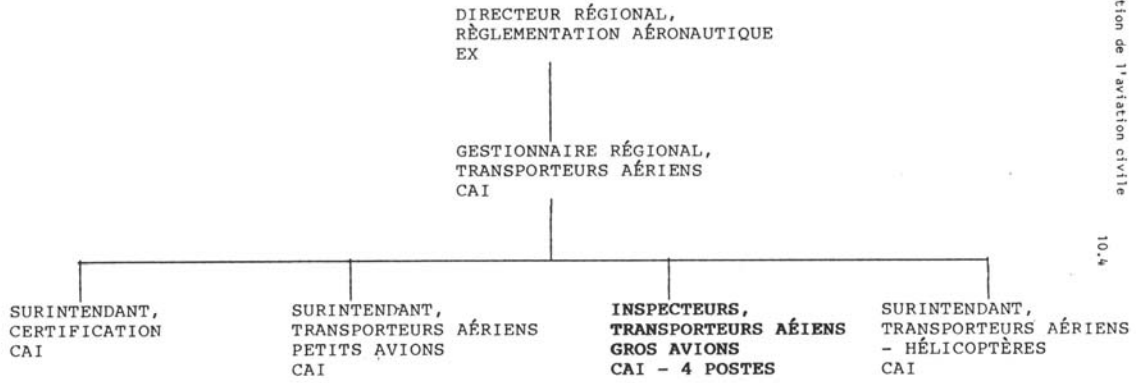 DIRECTEUR RÉGIONAL,
RÈGLEMENTATION AÉRONAUTIQUE
EX
GESTIONNAIRE RÉGIONAL,
TRANSPORTEURS AÉRIENS
CAI
SURINTENDANT,
CERTIFICATION
CAI
SURINTENDANT,
TRANSPORTEURS AÉRIENS
PETITS AVIONS
CAI
INSPECTEURS,
TRANSPORTEURS AÉIENS
GROS AVIONS
CAI - 4 POSTES
SURINTENDANT,
TRANSPORTEURS AÉRIENS
- HÉLICOPTÈRES
CAI
tion de l'aviation civile 10.4